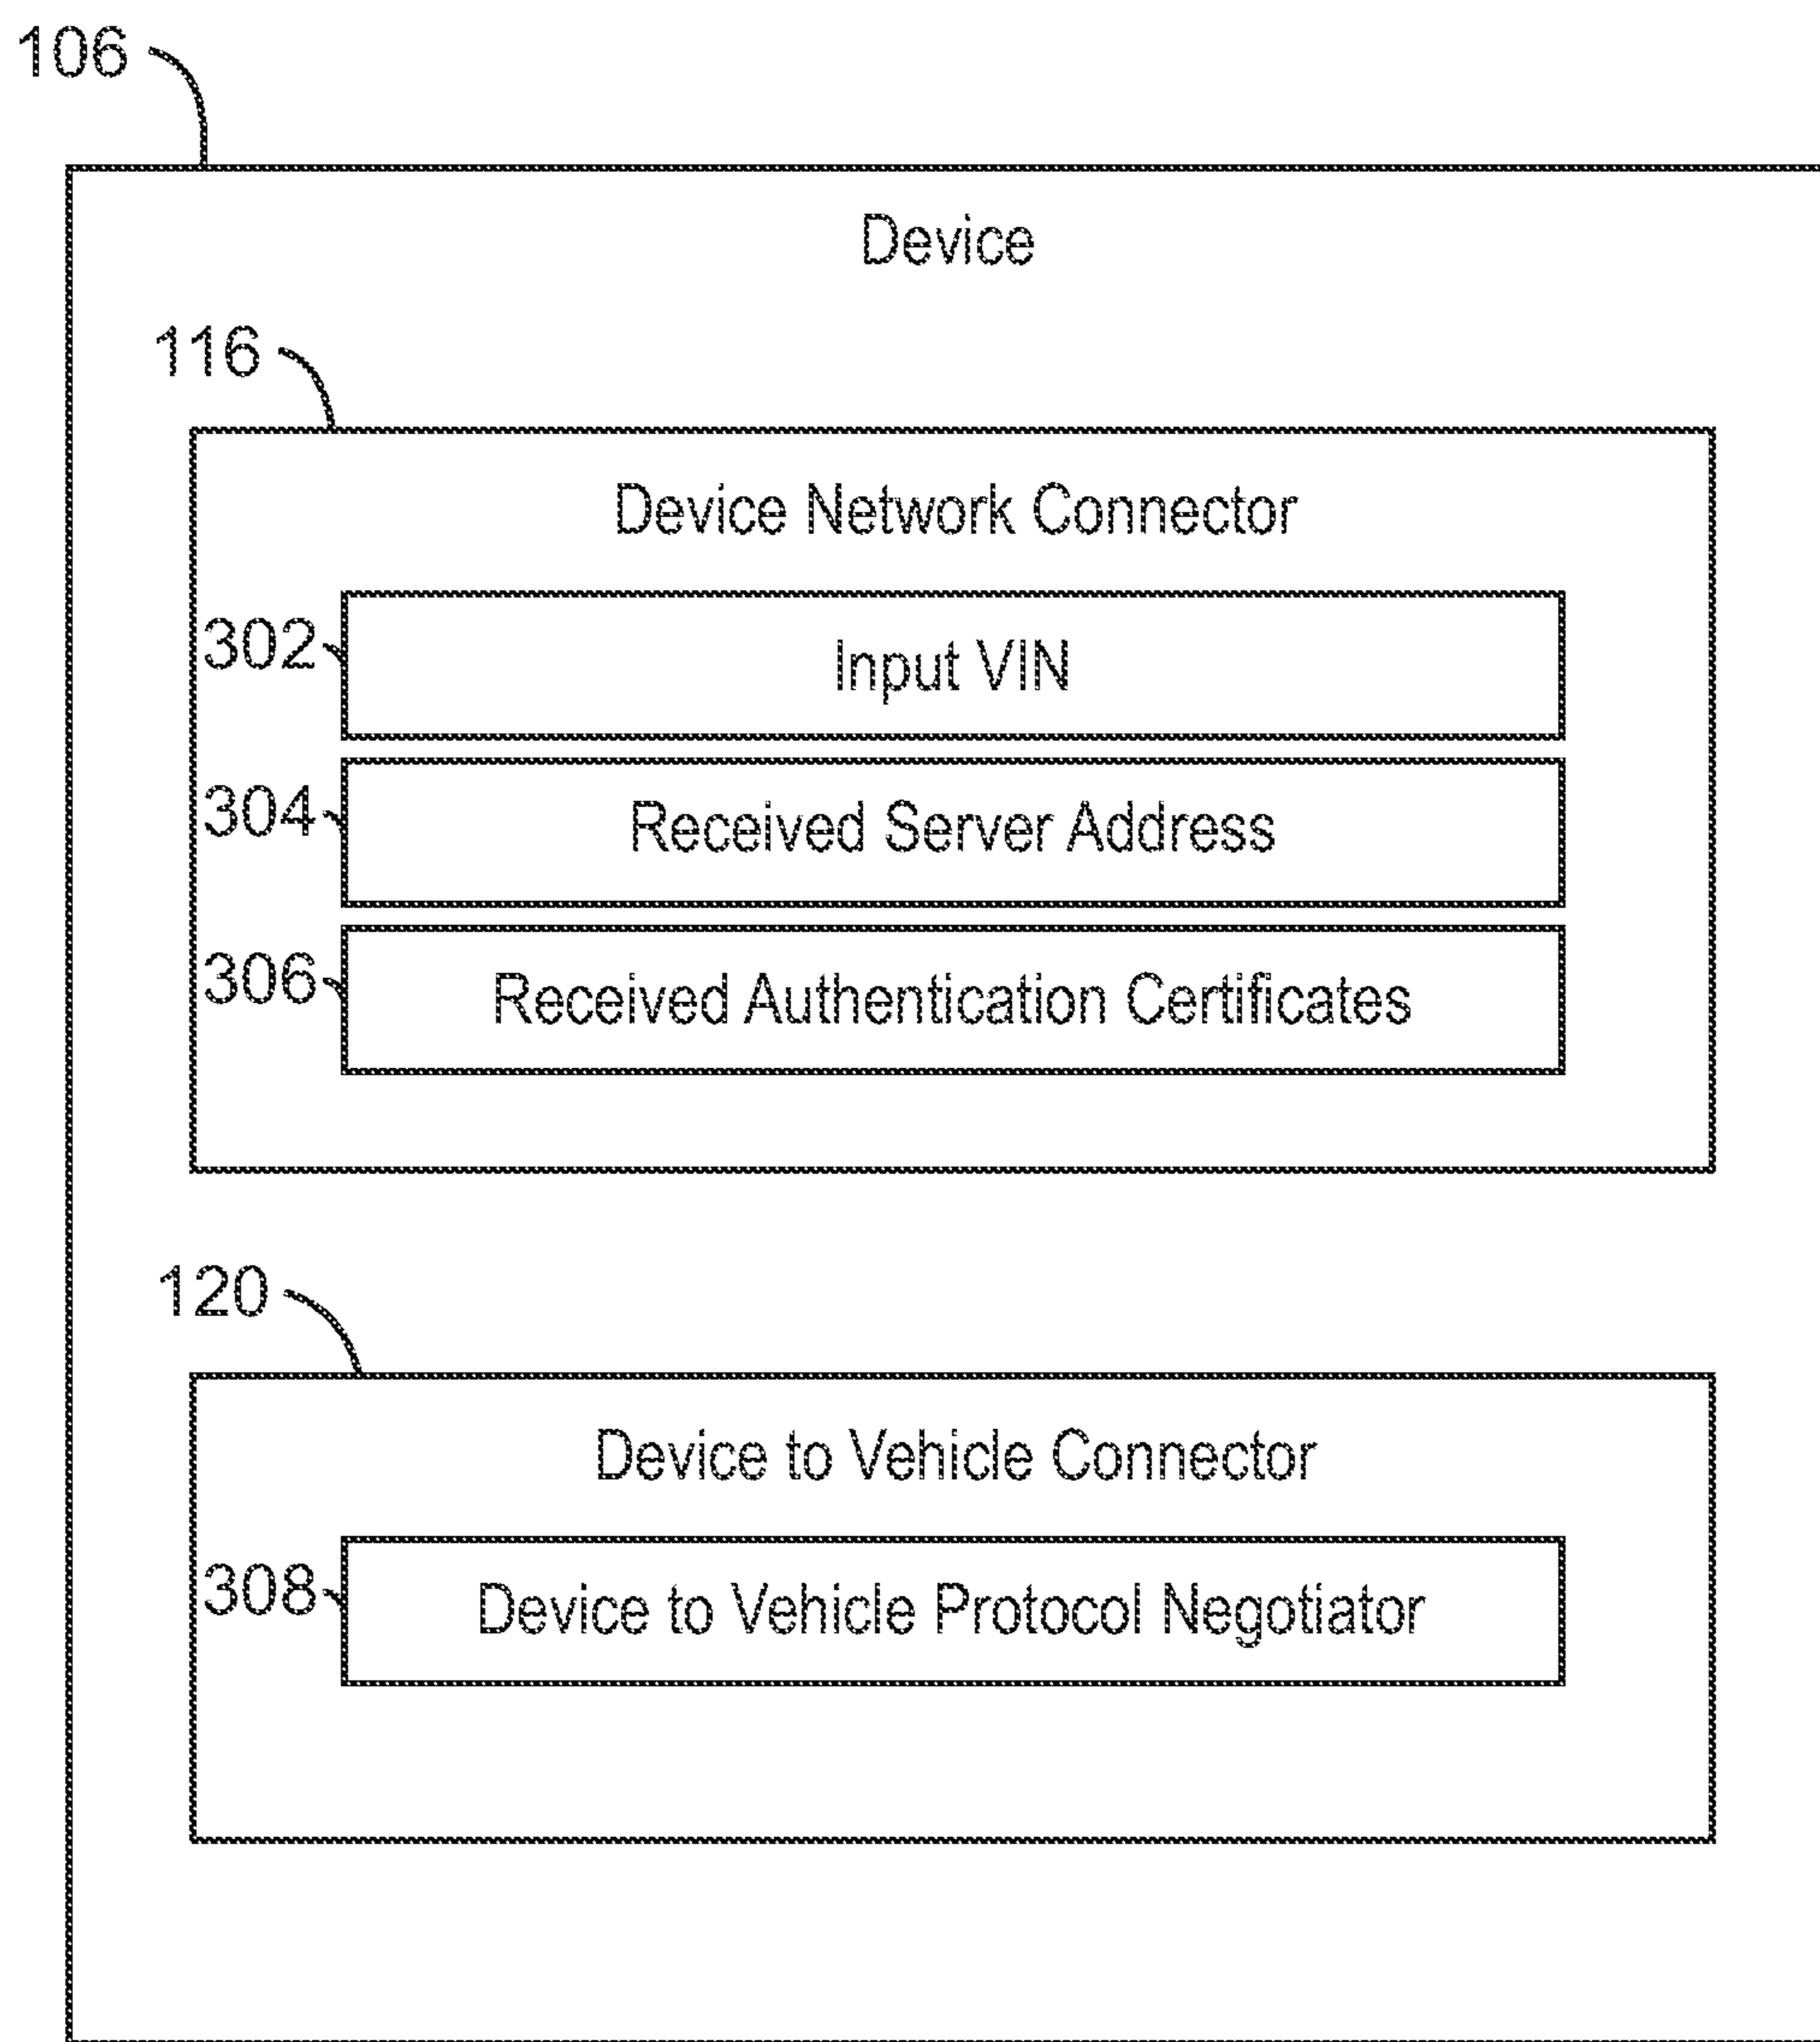 106
Device
116
Device Network Connector
302
Input VIN
304
Received Server Address
306
Received Authentication Certificates
120
Device to Vehicle Connector
308
Device to Vehicle Protocol Negotiator